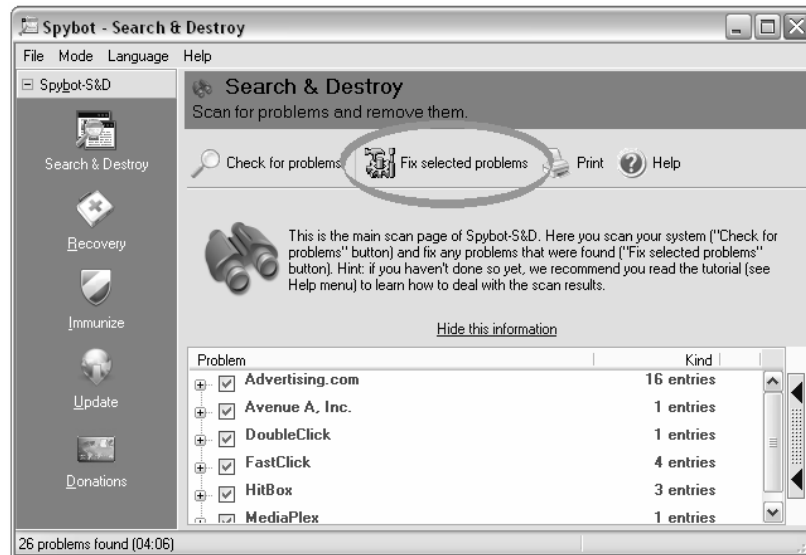 Spybot - Search & Destroy
File Mode Language Help
Spybot-S&D
Search & Destroy
Recovery
Immunize
Update
Donations
Search & Destroy
Scan for problems and remove them.
Check for problems Fix selected problems Print Help
This is the main scan page of Spybot-S&D. Here you scan your system ("Check for
problems" button) and fix any problems that were found ("Fix selected problems"
button). Hint: if you haven't done so yet, we recommend you read the tutorial (see
Help menu) to learn how to deal with the scan results.
Hide this information
Problem Kind
Advertising.com 16 entries
Avenue A, Inc. 1 entries
DoubleClick 1 entries
FastClick 4 entries
HitBox 3 entries
MediaPlex 1 entries
26 problems found (04:06)